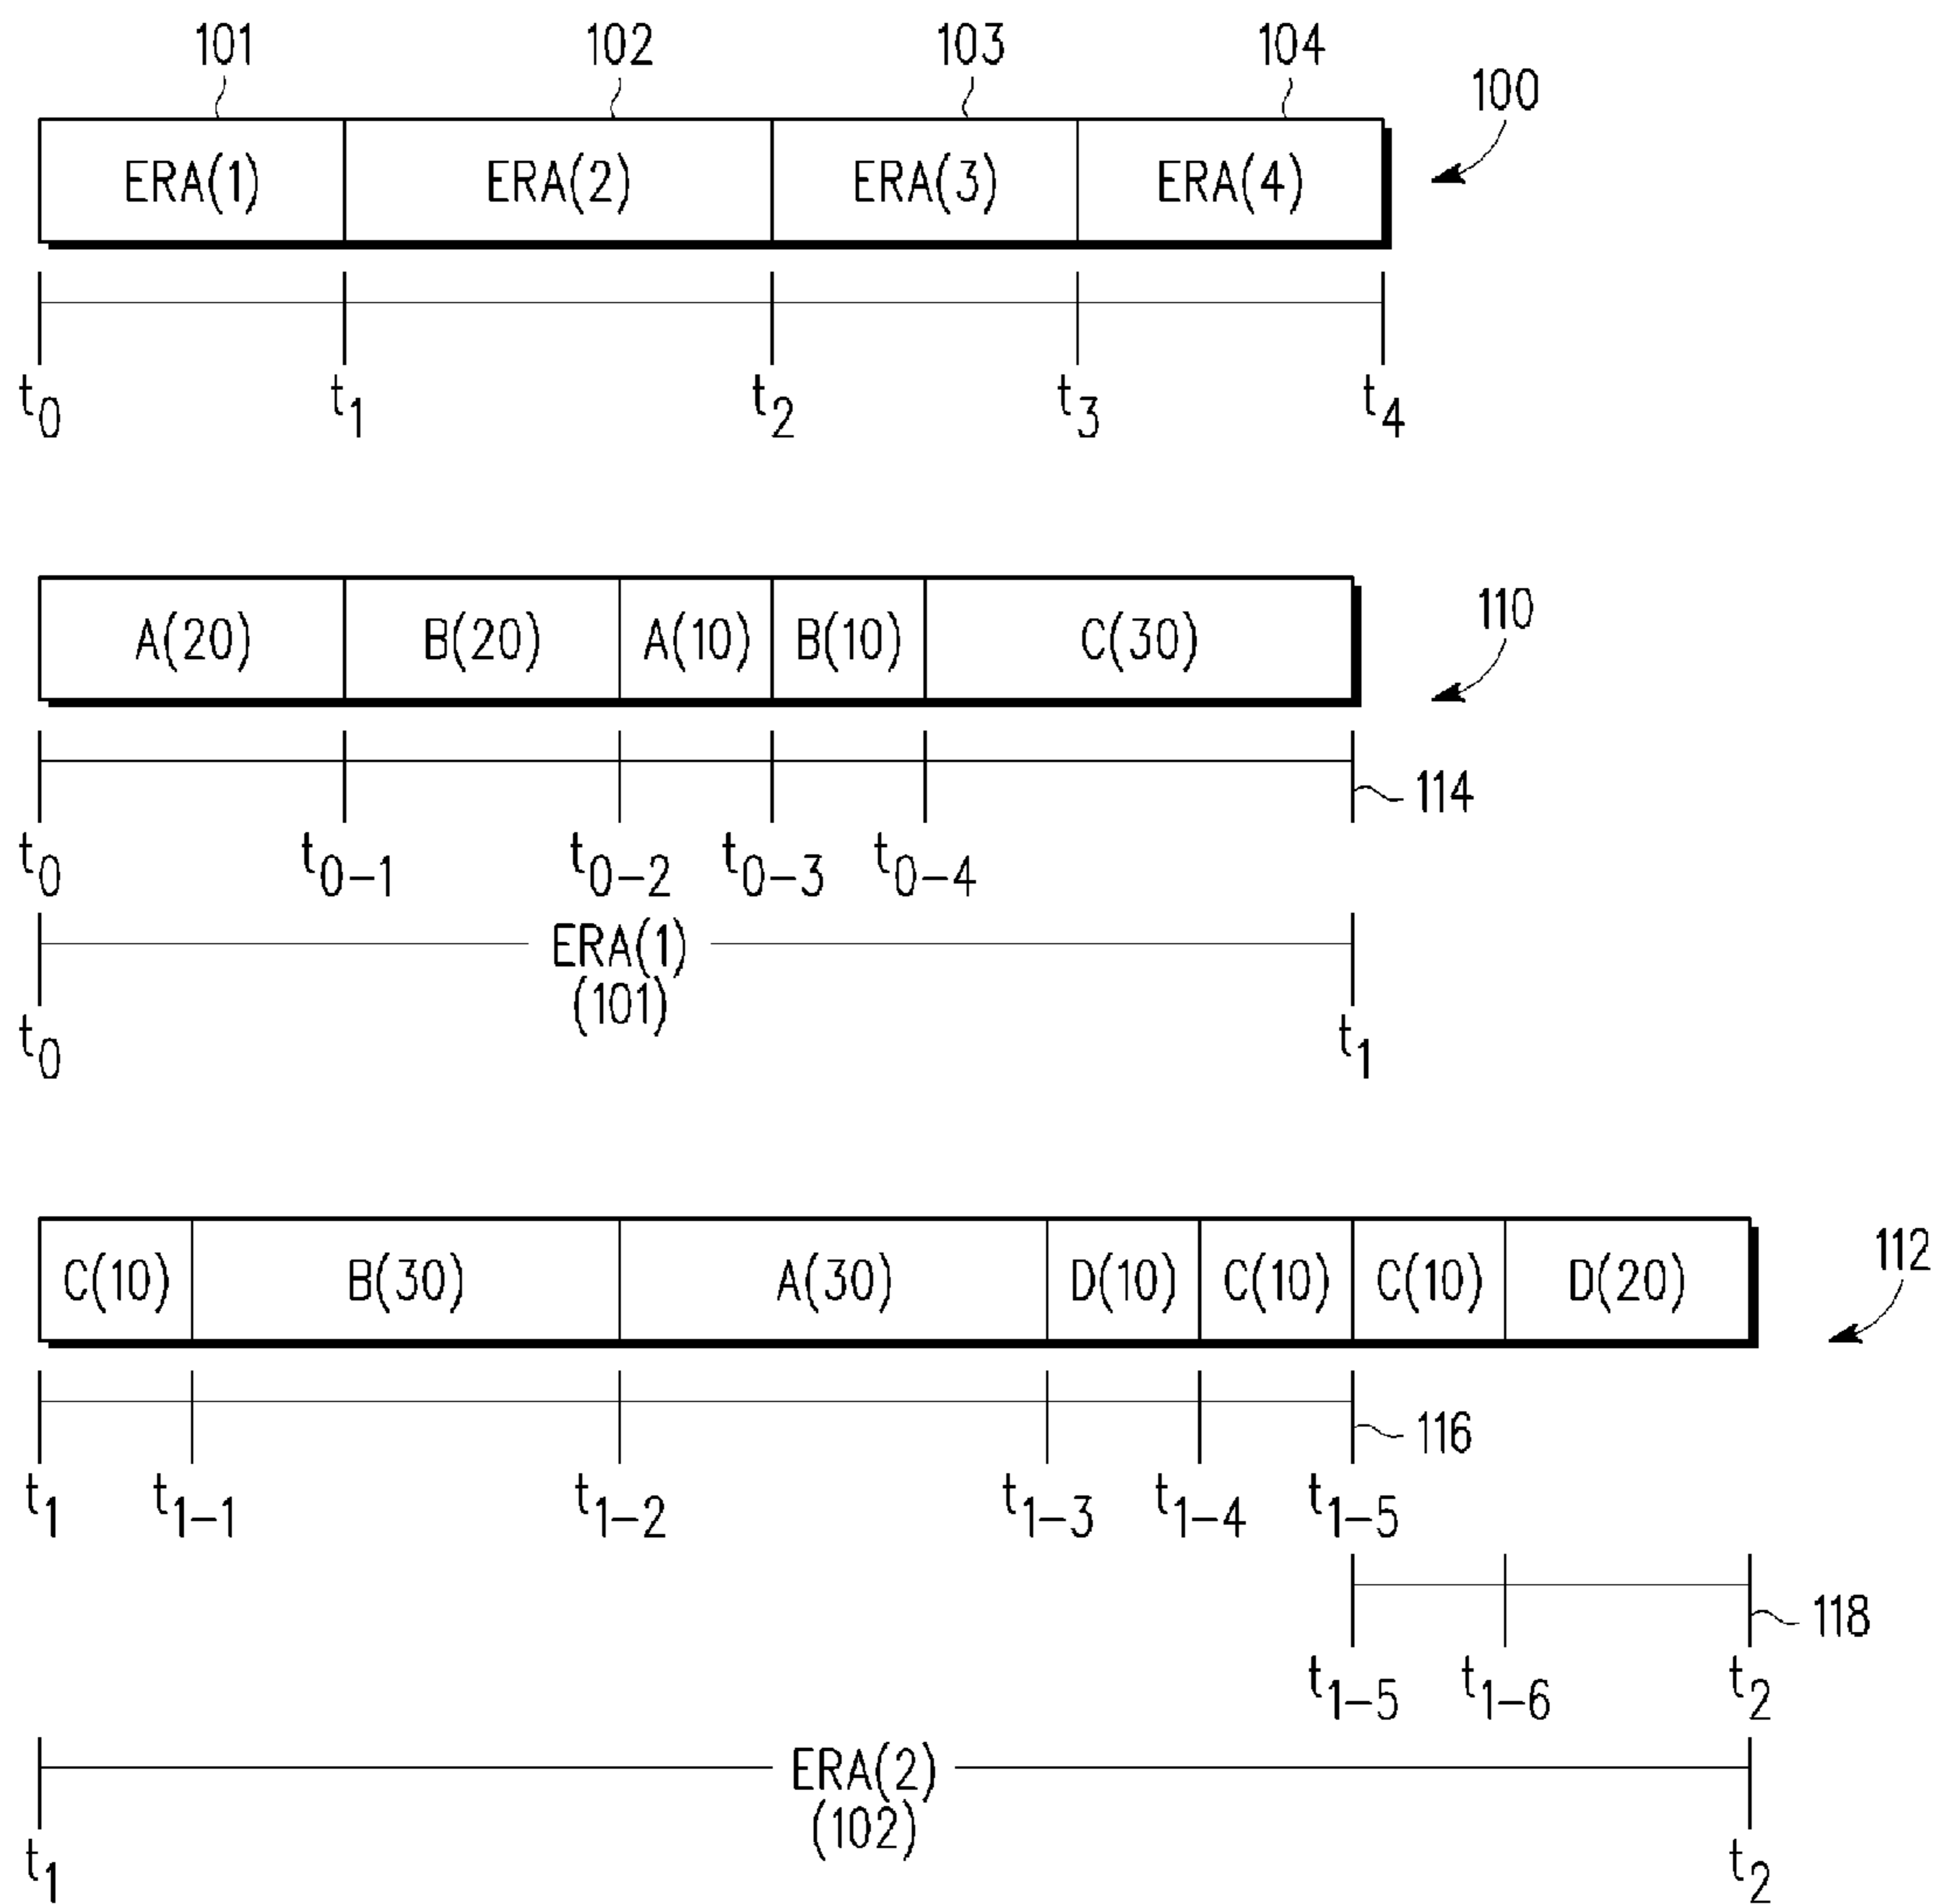 101 102 103 104
100
ERA(1) ERA(2) ERA(3) ERA(4)
t0 t1 t2 t3 t4
110
A(20) B(20) A(10) B(10) C(30)
114
t0 t0-1 t0-2 t0-3 t0-4
ERA(1)
(101)
t0 t1
112
C(10) B(30) A(30) D(10) C(10) C(10) D(20)
116
t1 t1-1 t1-2 t1-3 t1-4 t1-5
118
t1-5 t1-6 t2
ERA(2)
(102)
t1 t2